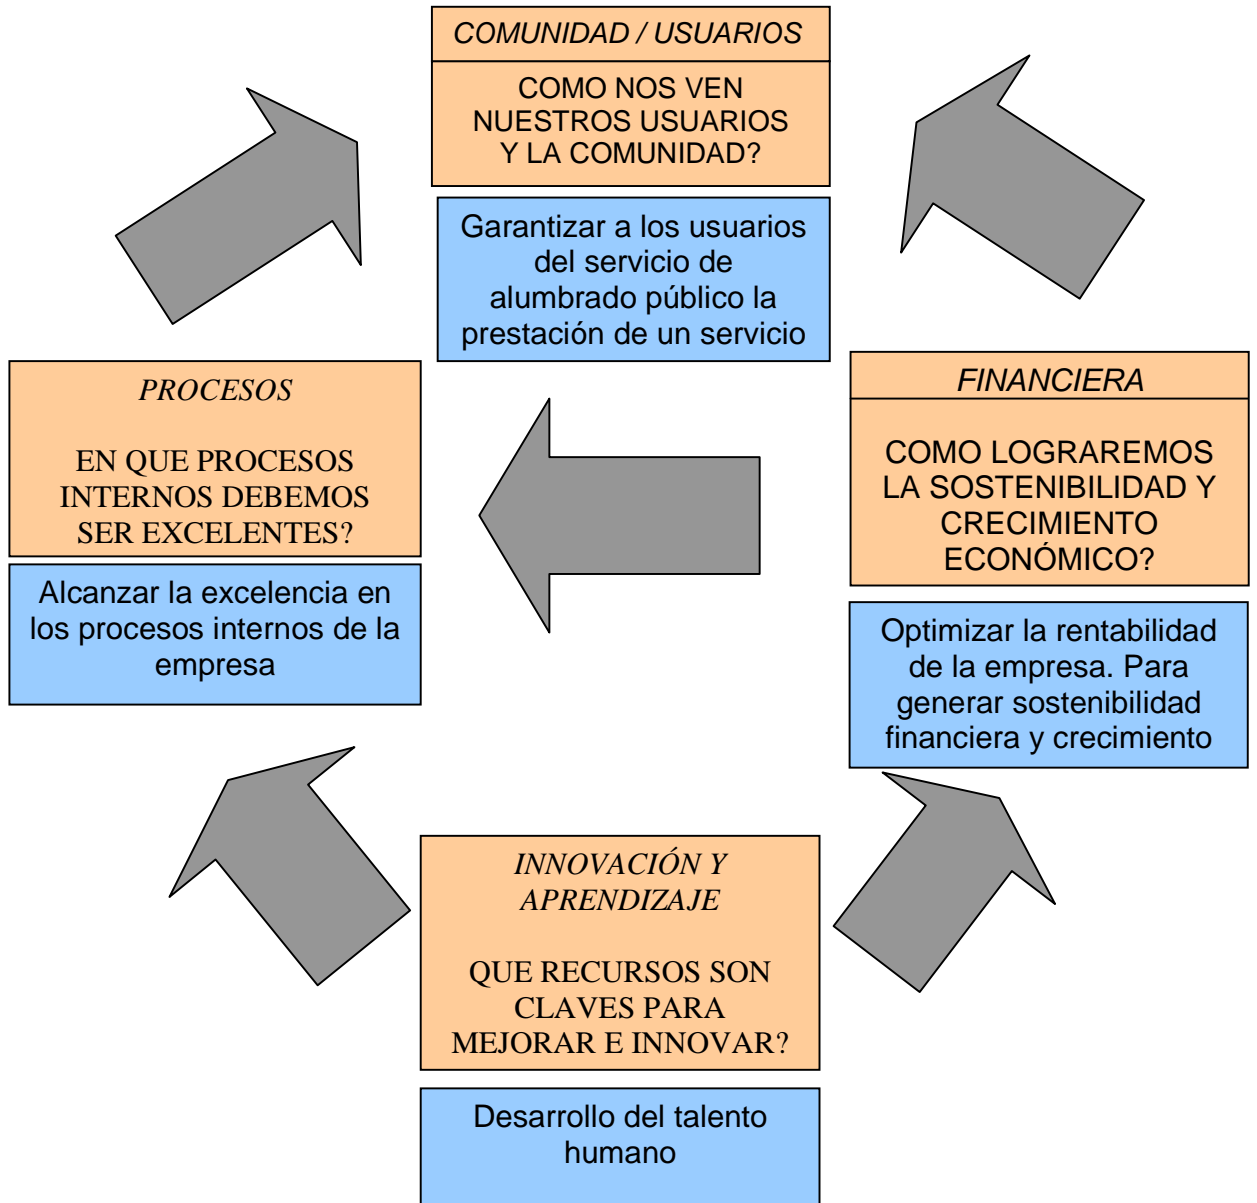 COMUNIDAD / USUARIOS
COMO NOS VEN
NUESTROS USUARIOS
Y LA COMUNIDAD?
Garantizar a los usuarios
del servicio de
alumbrado público la
prestación de un servicio
PROCESOS
EN QUE PROCESOS
INTERNOS DEBEMOS
SER EXCELENTES?
Alcanzar la excelencia en
los procesos internos de la
empresa
FINANCIERA
COMO LOGRAREMOS
LA SOSTENIBILIDAD Y
CRECIMIENTO
ECONÓMICO?
Optimizar la rentabilidad
de la empresa. Para
generar sostenibilidad
financiera y crecimiento
INNOVACIÓN Y
APRENDIZAJE
QUE RECURSOS SON
CLAVES PARA
MEJORAR E INNOVAR?
Desarrollo del talento
humano